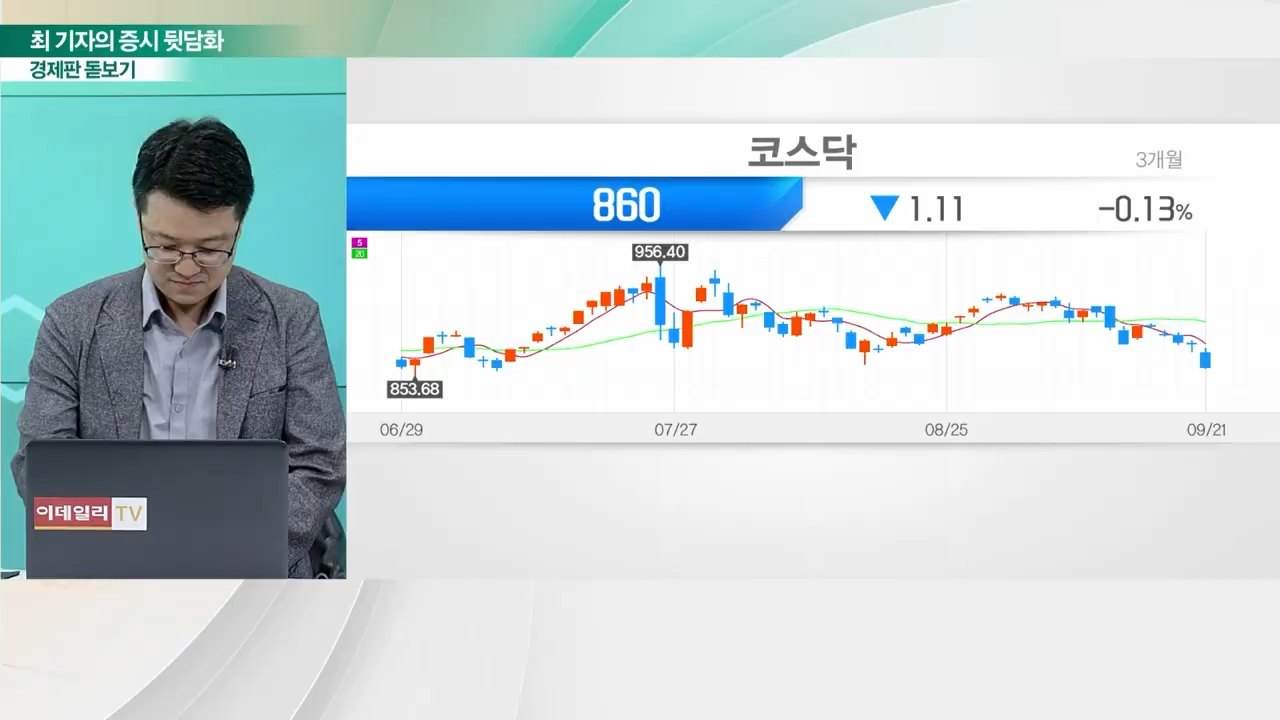 최 기자의 증시 뒷담화
경제판 돋보기
코스닥
3개월
860
▼ 1.11
-0.13%
5
20
956.40
853.68
06/29
07/27
08/25
09/21
이데일리 TV